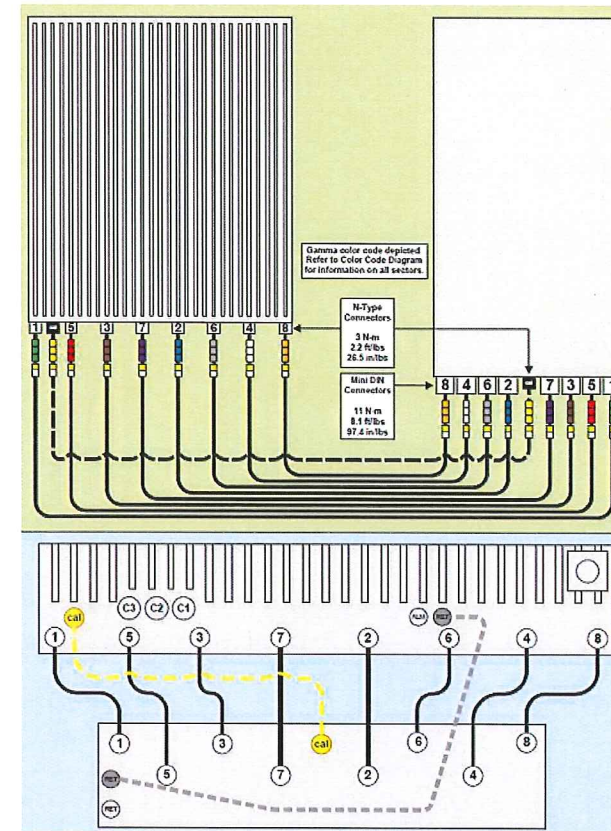 Gamma color code depicted
Refer to Color Code Diagram
for information on all sectors.
N-Type
Connectors
3 N-m
2.2 ft/lbs
26.5 in/lbs
1 5 3 7 2 6 4 8
Mini DIN
Connectors
11 N-m
8.1 ft/lbs
97.4 in/lbs
8 4 6 2 7 3 5 1
cal C3 C2 C1 ALM RET
1 5 3 7 2 6 4 8
1 3 cal 6 8
RET 5 7 2 4
RET